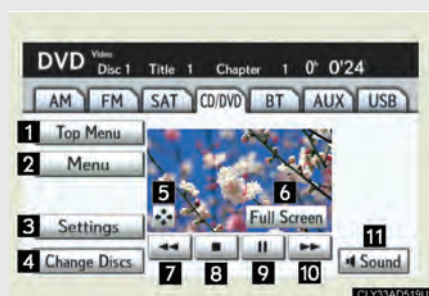 DVD Video Disc 1 Title 1 Chapter 1 0h 0'24
AM FM SAT CD/DVD BT AUX USB
1 Top Menu
2 Menu
5 6
Full Screen
3 Settings
11
4 Change Discs
Sound
7 8 9 10
CLY33AD519U